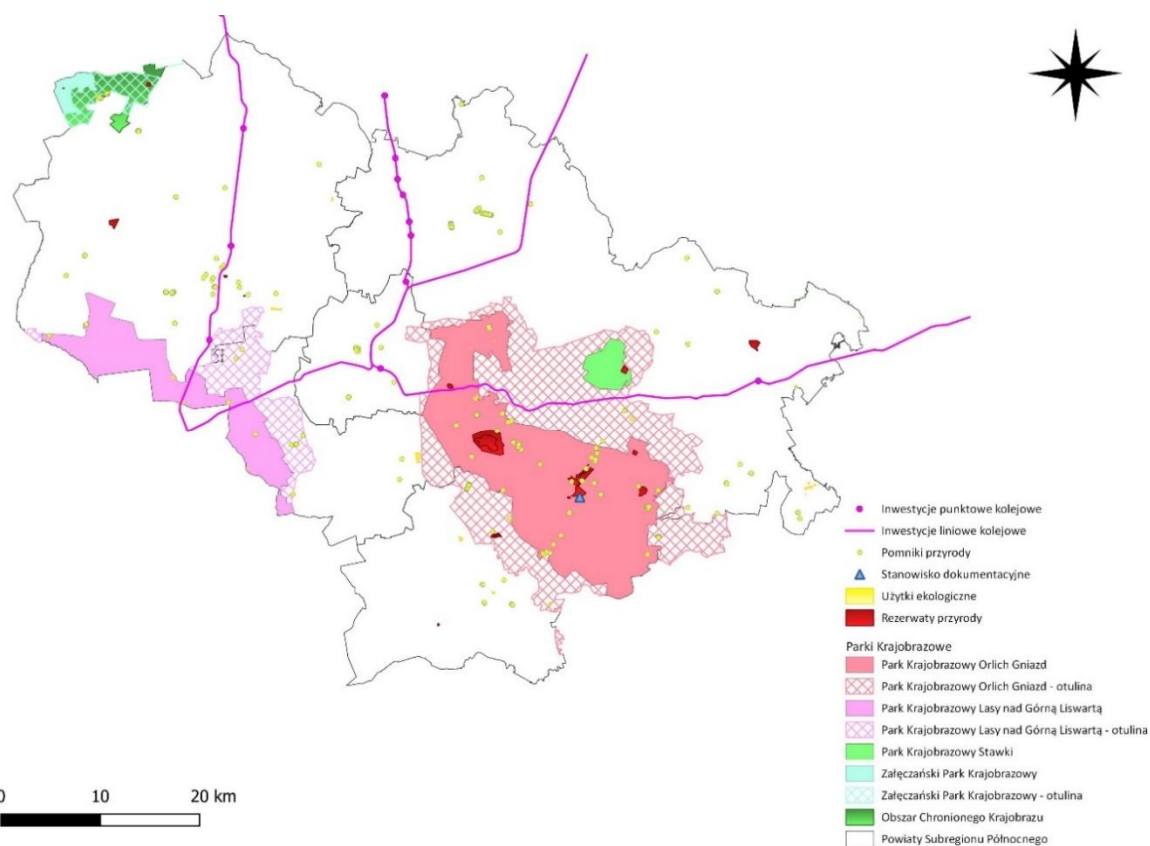 Inwestycje punktowe kolejowe
Inwestycje liniowe kolejowe
Pomniki przyrody
Stanowisko dokumentacyjne
Użytki ekologiczne
Rezerwaty przyrody
Parki Krajobrazowe
Park Krajobrazowy Orlich Gniazd
Park Krajobrazowy Orlich Gniazd - otulina
Park Krajobrazowy Lasy nad Górną Liswartą
Park Krajobrazowy Lasy nad Górną Liswartą - otulina
Park Krajobrazowy Stawki
Załęczański Park Krajobrazowy
Załęczański Park Krajobrazowy - otulina
Obszar Chronionego Krajobrazu
Powiaty Subregionu Północnego
0 10 20 km